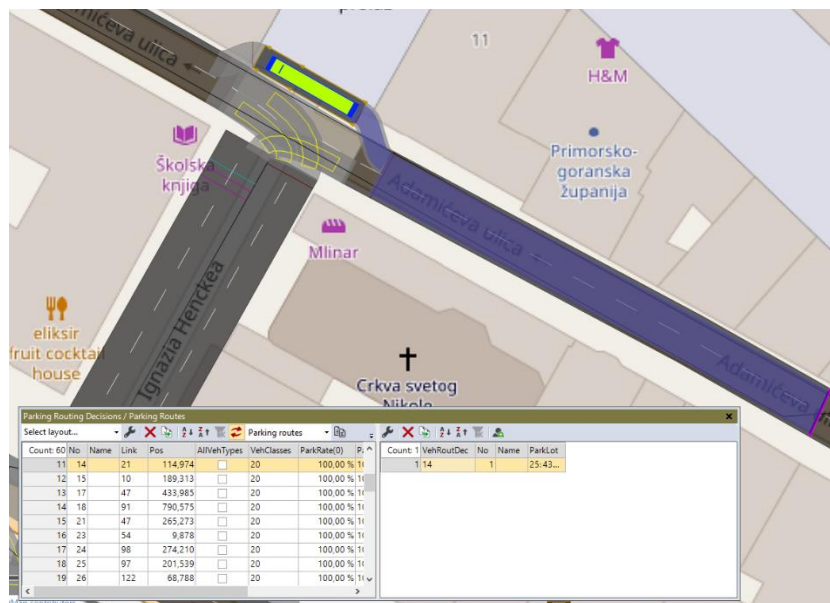 Adamićeva ulica
11
H&M
Školska
knjiga
Primorsko-
goranska
županija
Adamićeva ulica
Mlinar
Ignazia Henckea
eliksir
fruit cocktail
house
Crkva svetog
Nikole
Adamićeva
Parking Routing Decisions / Parking Routes
Select layout... Parking routes
Count: 60 No Name Link Pos AllVehTypes VehClasses ParkRate(0)
11 14 21 114,974 20 100,00 %
12 15 10 189,313 20 100,00 %
13 17 47 433,985 20 100,00 %
14 18 91 790,575 20 100,00 %
15 21 47 265,273 20 100,00 %
16 23 54 9,878 20 100,00 %
17 24 98 274,210 20 100,00 %
18 25 97 201,539 20 100,00 %
19 26 122 68,788 20 100,00 %
Count: 1 VehRoutDec No Name ParkLot
1 14 1 25:43...